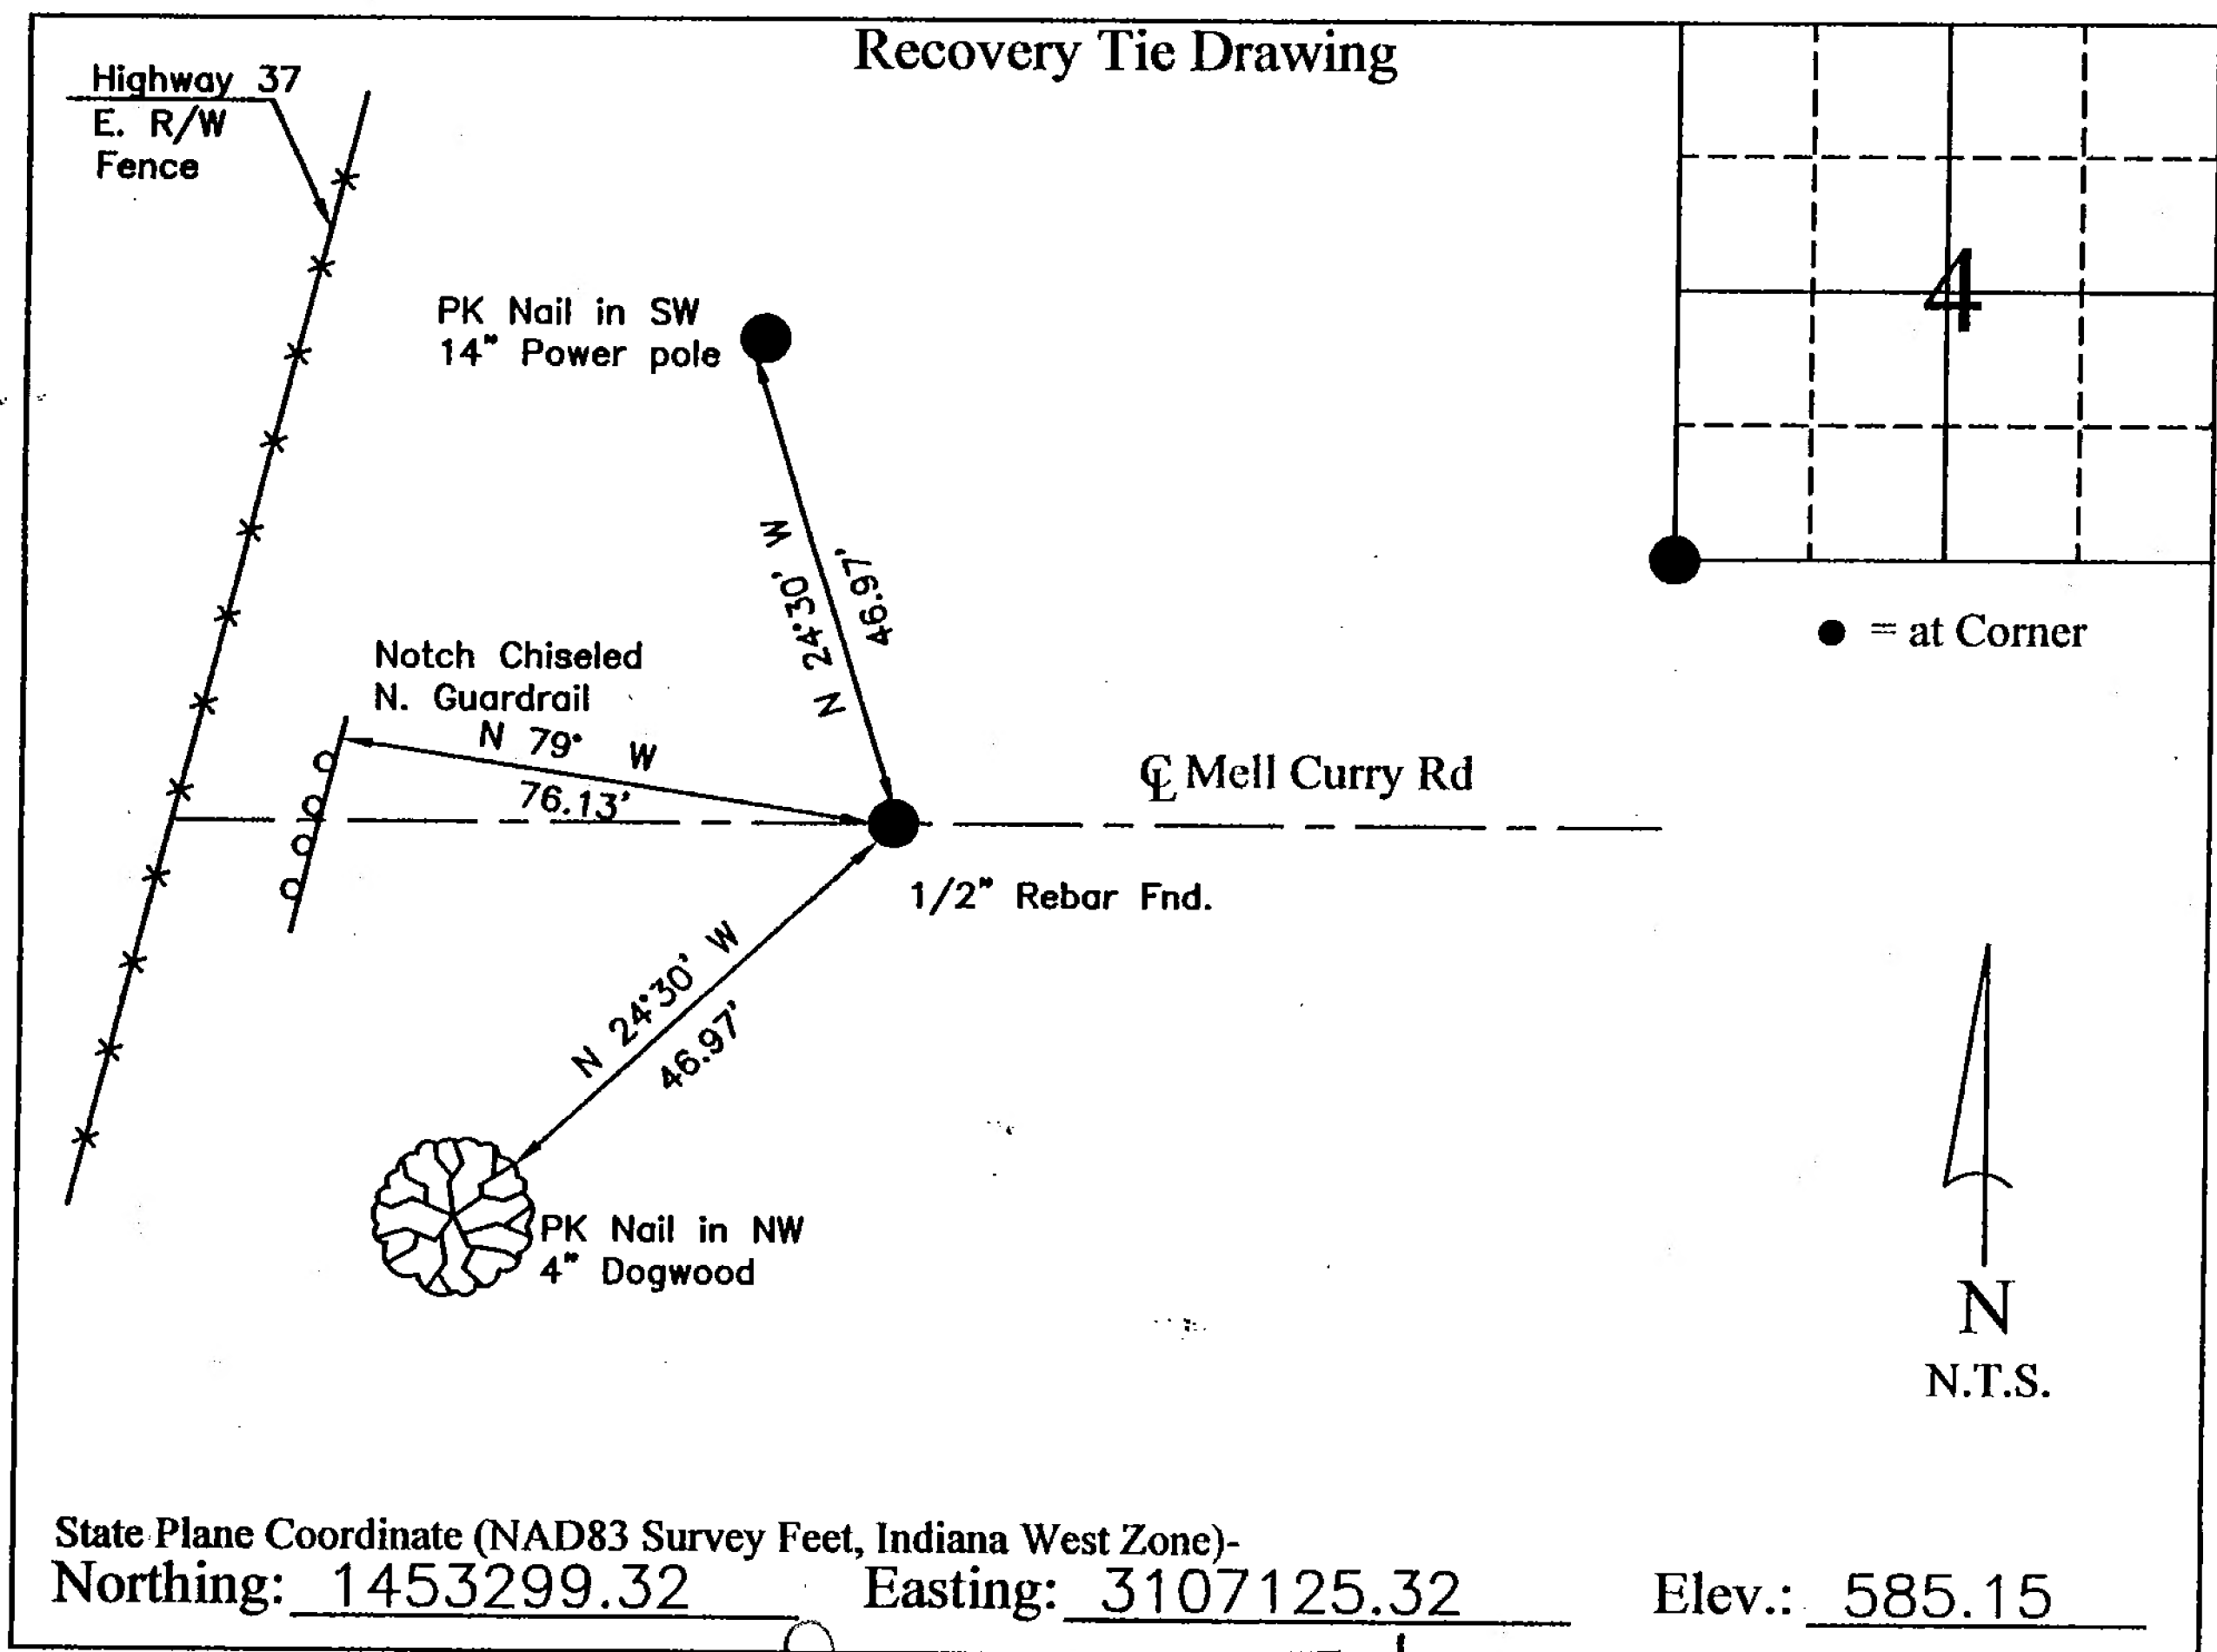 Recovery Tie Drawing
Highway 37
E. R/W
Fence
PK Nail in SW
14" Power pole
4
N 24°30' W
46.97'
● = at Corner
Notch Chiseled
N. Guardrail
N 79° W
76.13'
℄ Mell Curry Rd
1/2" Rebar Fnd.
N 24°30' W
46.97'
PK Nail in NW
4" Dogwood
N
N.T.S.
State Plane Coordinate (NAD83 Survey Feet, Indiana West Zone)-
Northing: 1453299.32 Easting: 3107125.32 Elev.: 585.15